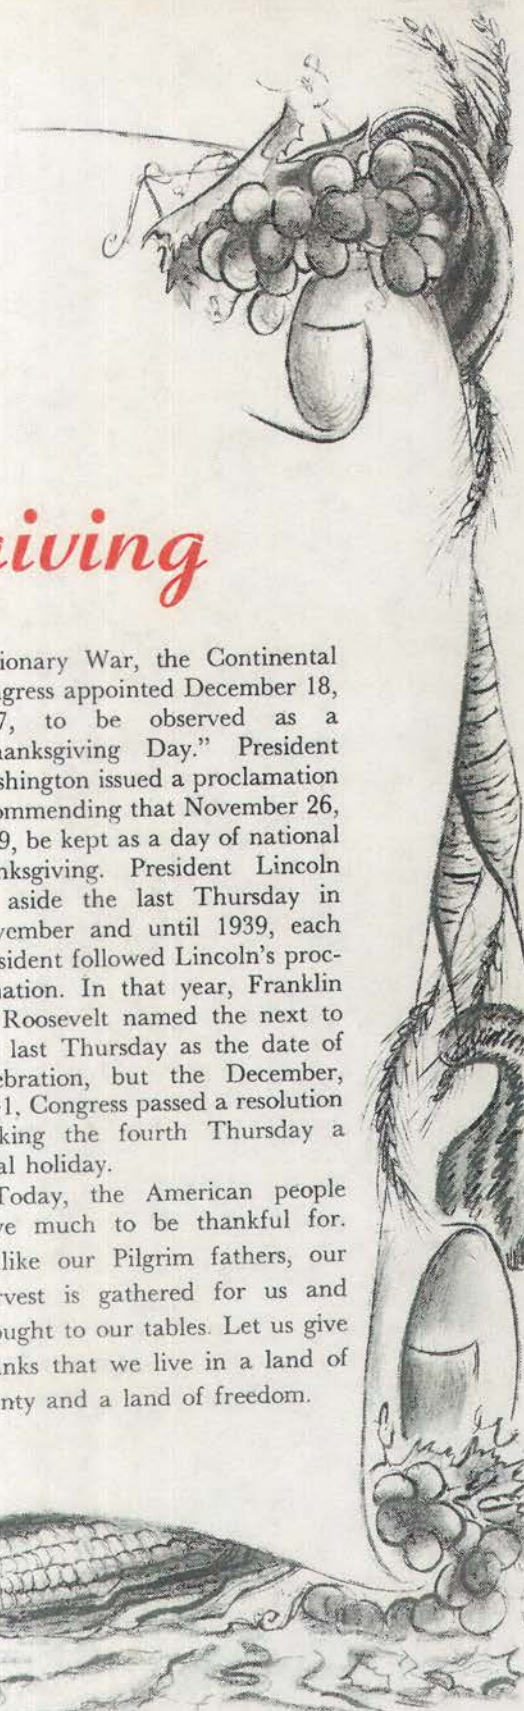 iving
ionary War, the Continental
gress appointed December 18,
7, to be observed as a
hanksgiving Day." President
shington issued a proclamation
ommending that November 26,
9, be kept as a day of national
nksgiving. President Lincoln
aside the last Thursday in
vember and until 1939, each
sident followed Lincoln's proc-
ation. In that year, Franklin
Roosevelt named the next to
last Thursday as the date of
ebration, but the December,
1, Congress passed a resolution
king the fourth Thursday a
al holiday.
Today, the American people
ve much to be thankful for.
like our Pilgrim fathers, our
rvest is gathered for us and
ought to our tables. Let us give
nks that we live in a land of
nty and a land of freedom.